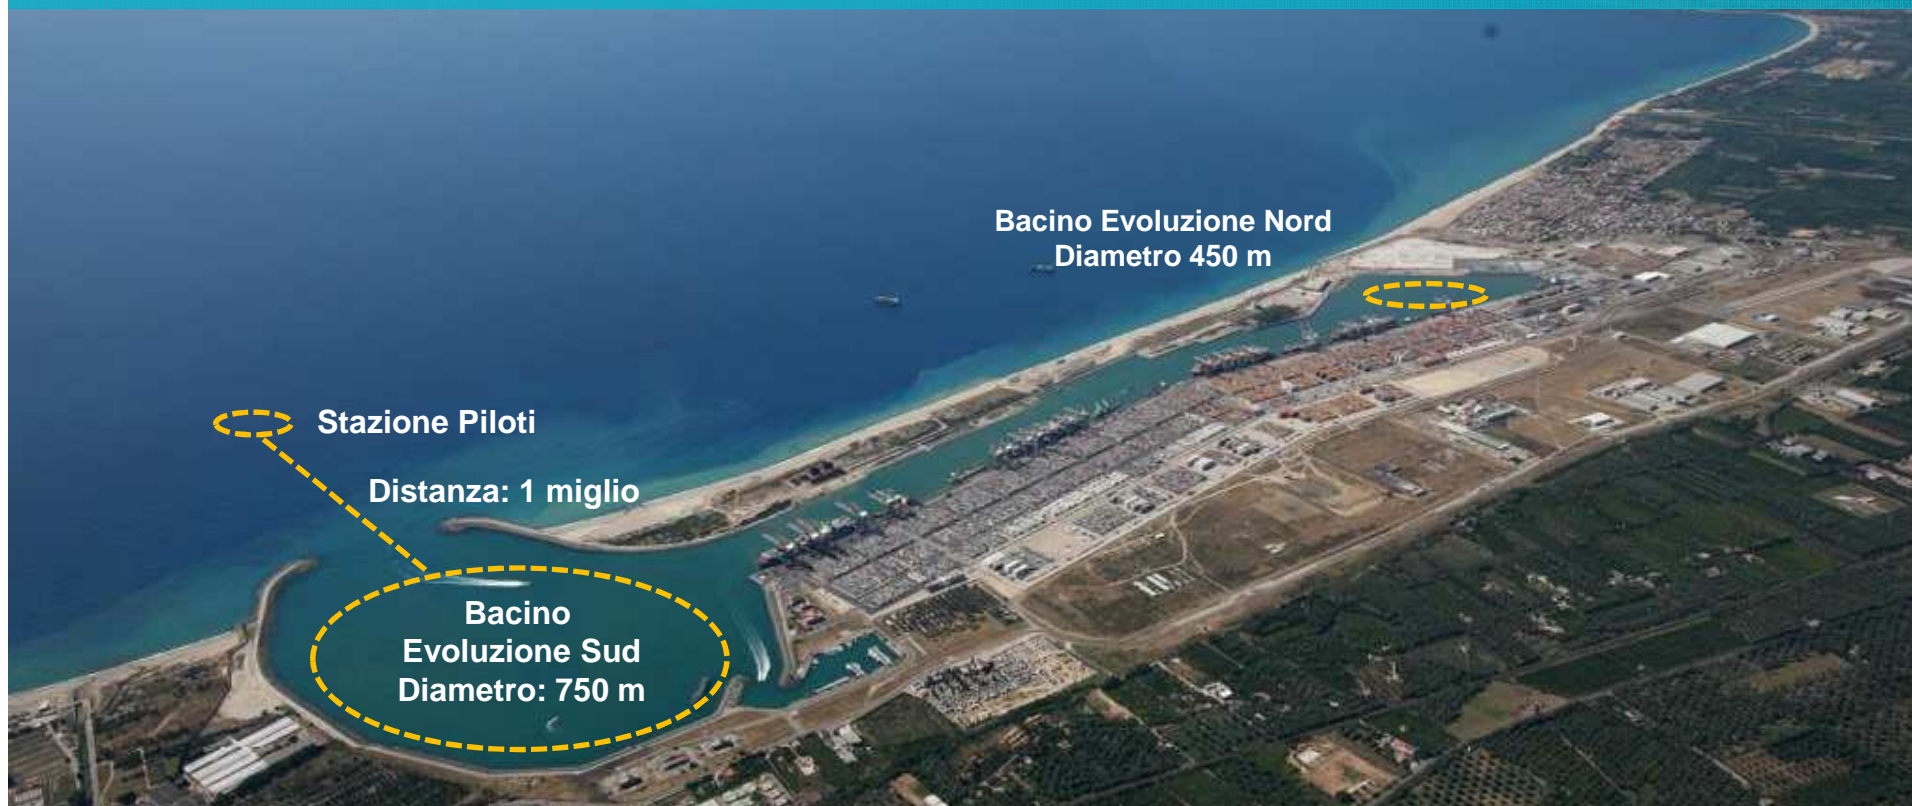 Bacino Evoluzione Nord
Diametro 450 m
Stazione Piloti
Distanza: 1 miglio
Bacino
Evoluzione Sud
Diametro: 750 m